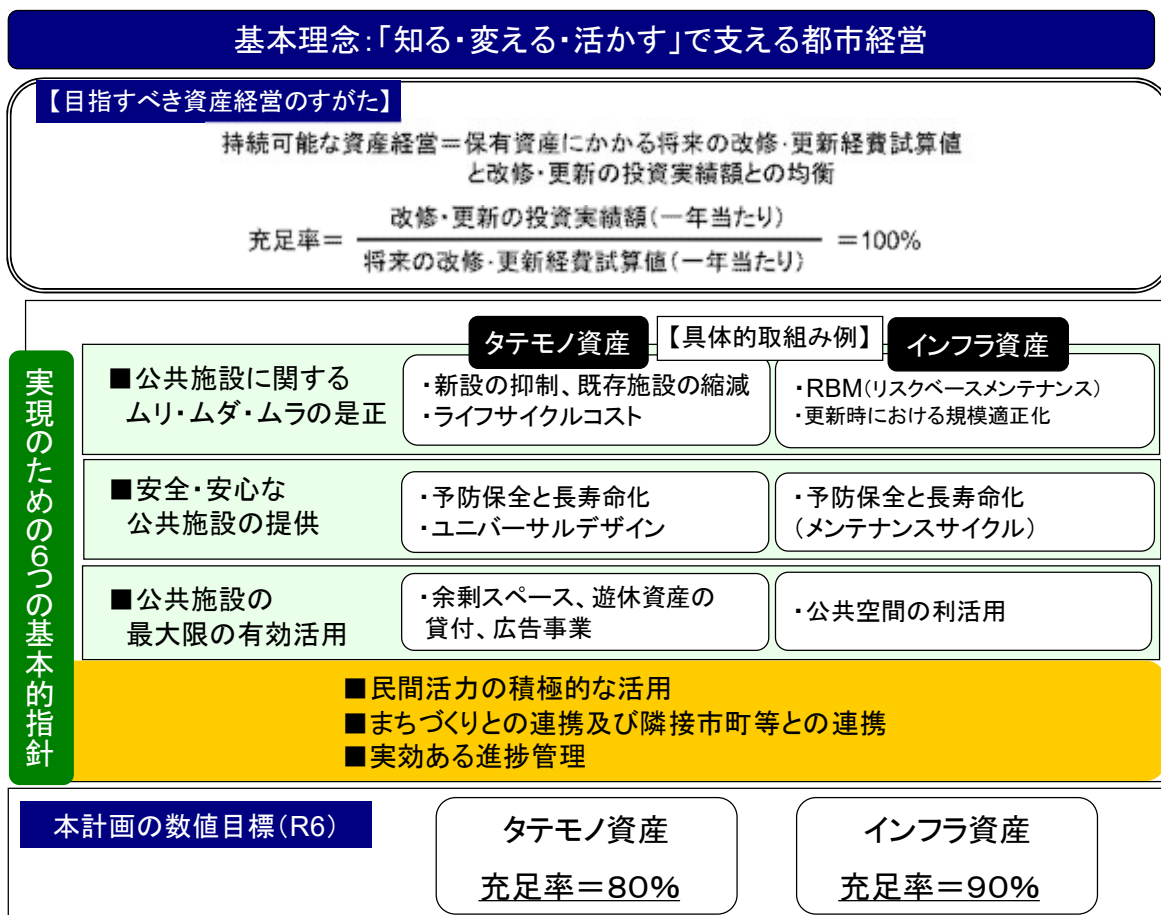 基本理念：「知る・変える・活かす」で支える都市経営
【目指すべき資産経営のすがた】
持続可能な資産経営＝保有資産にかかる将来の改修・更新経費試算値
と改修・更新の投資実績額との均衡
充足率＝ 改修・更新の投資実績額(一年当たり)
将来の改修・更新経費試算値(一年当たり) ＝100%
タテモノ資産 【具体的取組み例】 インフラ資産
実現のための６つの基本的指針
■公共施設に関する
ムリ・ムダ・ムラの是正
・新設の抑制、既存施設の縮減
・ライフサイクルコスト
・RBM(リスクベースメンテナンス)
・更新時における規模適正化
■安全・安心な
公共施設の提供
・予防保全と長寿命化
・ユニバーサルデザイン
・予防保全と長寿命化
(メンテナンスサイクル)
■公共施設の
最大限の有効活用
・余剰スペース、遊休資産の
貸付、広告事業
・公共空間の利活用
■民間活力の積極的な活用
■まちづくりとの連携及び隣接市町等との連携
■実効ある進捗管理
本計画の数値目標(R6)
タテモノ資産
充足率＝８０％
インフラ資産
充足率＝９０％